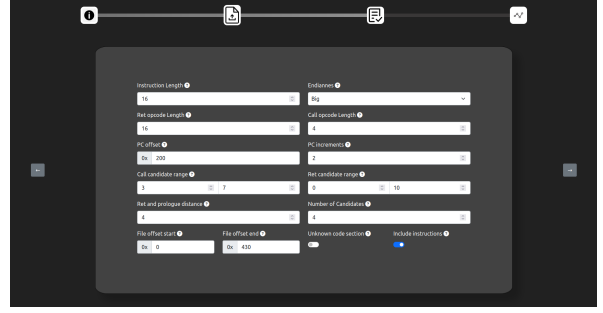 Instruction Length Endiannes
16 Big
Ret opcode Length Call opcode Length
16 4
PC offset PC increments
0x 200 2
Call candidate range Ret candidate range
3 7 0 10
Ret and prologue distance Number of Candidates
4 4
File offset start File offset end Unknown code section Include instructions
0x 0 0x 430